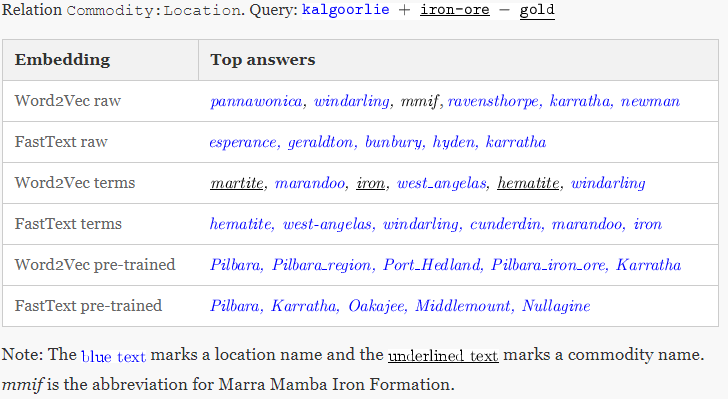 Relation Commodity:Location. Query: kalgoorlie + iron-ore − gold
Embedding Top answers
Word2Vec raw pannawonica, windarling, mmif, ravensthorpe, karratha, newman
FastText raw esperance, geraldton, bunbury, hyden, karratha
Word2Vec terms martite, marandoo, iron, west_angelas, hematite, windarling
FastText terms hematite, west-angelas, windarling, cunderdin, marandoo, iron
Word2Vec pre-trained Pilbara, Pilbara_region, Port_Hedland, Pilbara_iron_ore, Karratha
FastText pre-trained Pilbara, Karratha, Oakajee, Middlemount, Nullagine
Note: The blue text marks a location name and the underlined text marks a commodity name.
mmif is the abbreviation for Marra Mamba Iron Formation.